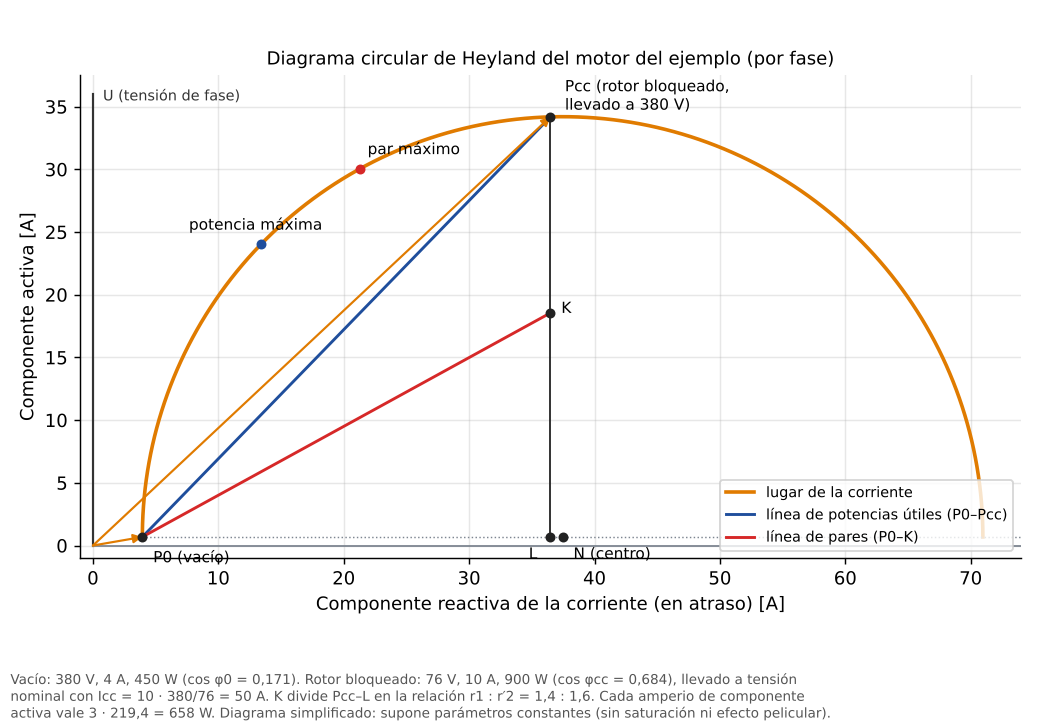 Diagrama circular de Heyland del motor del ejemplo (por fase)
U (tensión de fase)
Pcc (rotor bloqueado,
llevado a 380 V)
par máximo
potencia máxima
K
P0 (vacío)
L
N (centro)
lugar de la corriente
línea de potencias útiles (P0–Pcc)
línea de pares (P0–K)
Componente activa [A]
35
30
25
20
15
10
5
0
0 10 20 30 40 50 60 70
Componente reactiva de la corriente (en atraso) [A]
Vacío: 380 V, 4 A, 450 W (cos φ0 = 0,171). Rotor bloqueado: 76 V, 10 A, 900 W (cos φcc = 0,684), llevado a tensión
nominal con Icc = 10 · 380/76 = 50 A. K divide Pcc–L en la relación r1 : r′2 = 1,4 : 1,6. Cada amperio de componente
activa vale 3 · 219,4 = 658 W. Diagrama simplificado: supone parámetros constantes (sin saturación ni efecto pelicular).